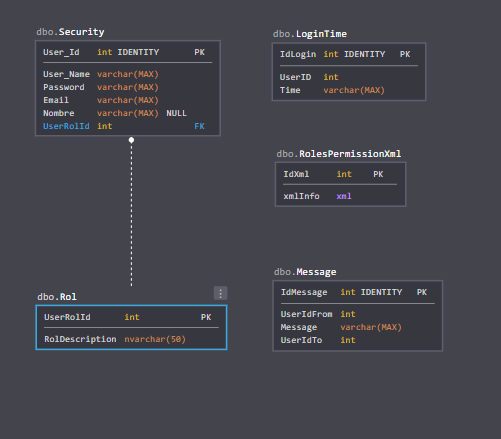 dbo.Security
User_Id int IDENTITY PK
User_Name varchar(MAX)
Password varchar(MAX)
Email varchar(MAX)
Nombre varchar(MAX) NULL
UserRolId int FK
dbo.LoginTime
IdLogin int IDENTITY PK
UserID int
Time varchar(MAX)
dbo.RolesPermissionXml
IdXml int PK
xmlInfo xml
dbo.Rol
UserRolId int PK
RolDescription nvarchar(50)
dbo.Message
IdMessage int IDENTITY PK
UserIdFrom int
Message varchar(MAX)
UserIdTo int